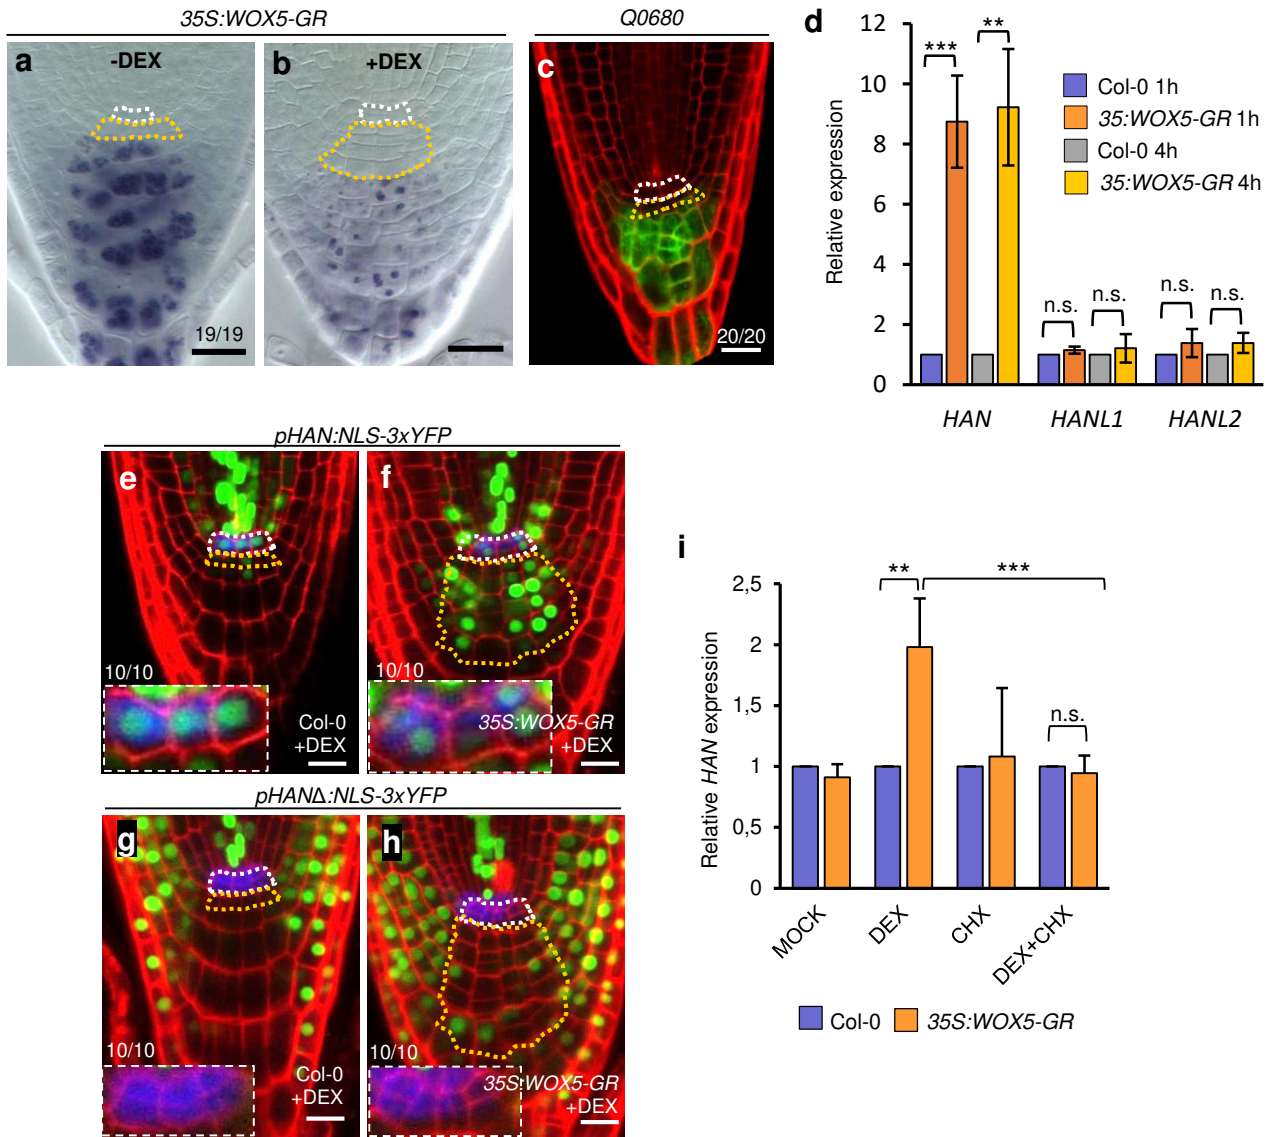 35S:WOX5-GR
Q0680
a
-DEX
19/19
b
+DEX
c
20/20
d
Relative expression
12
10
8
6
4
2
0
***
**
n.s.
n.s.
n.s.
n.s.
Col-0 1h
35:WOX5-GR 1h
Col-0 4h
35:WOX5-GR 4h
HAN
HANL1
HANL2
pHAN:NLS-3xYFP
e
10/10
Col-0
+DEX
f
10/10
35S:WOX5-GR
+DEX
pHANΔ:NLS-3xYFP
g
10/10
Col-0
+DEX
h
10/10
35S:WOX5-GR
+DEX
i
Relative HAN expression
2,5
2
1,5
1
0,5
0
**
***
n.s.
MOCK
DEX
CHX
DEX+CHX
Col-0
35S:WOX5-GR